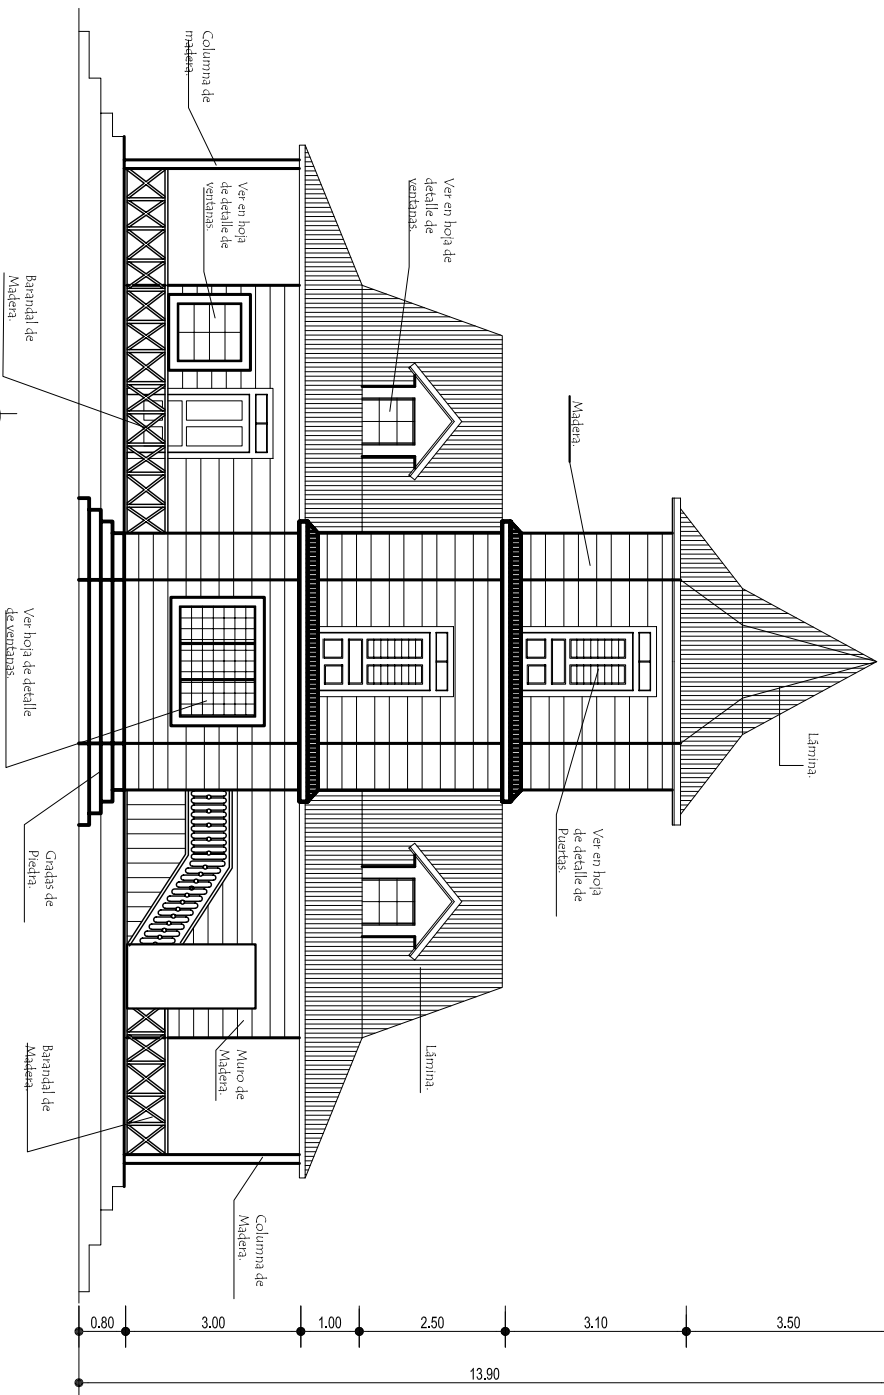 Columna de
madera.
Ver en hoja
de detalle de
ventanas.
Ver en hoja de
detalle de
ventanas.
Barandal de
Madera.
Madera.
Ver hoja de detalle
de ventanas.
Lámina.
Gradas de
Piedra.
Ver en hoja
de detalle de
Puertas.
Muro de
Madera.
Lámina.
Barandal de
Madera.
Columna de
Madera.
0.80
3.00
1.00
2.50
3.10
3.50
13.90